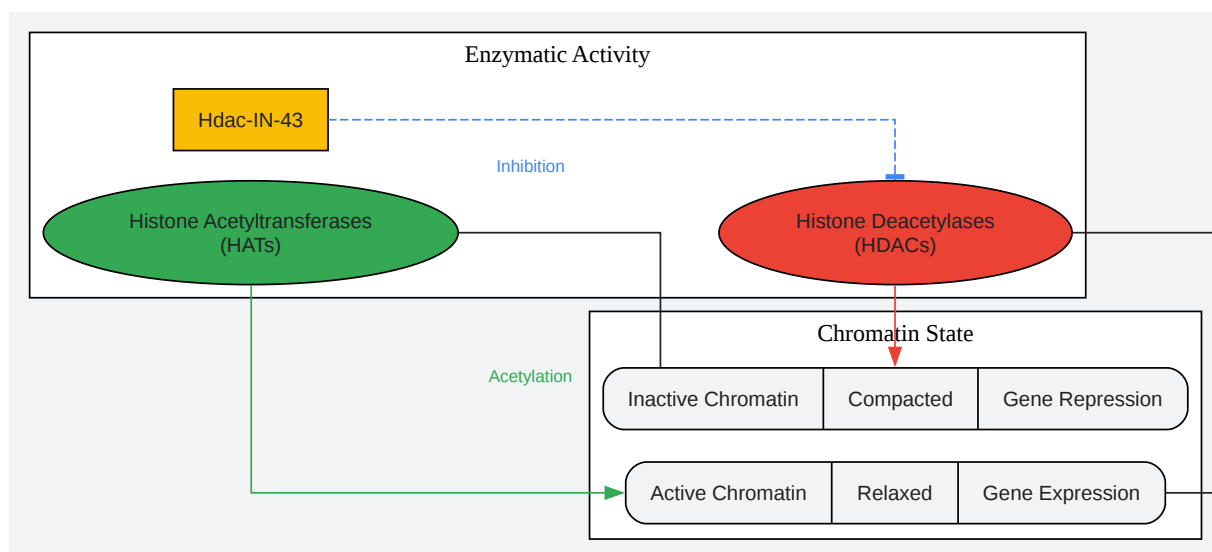 Enzymatic Activity
Hdac-IN-43
Inhibition
Histone Acetyltransferases
(HATs)
Histone Deacetylases
(HDACs)
Chromatin State
Acetylation
Inactive Chromatin
Compacted
Gene Repression
Active Chromatin
Relaxed
Gene Expression